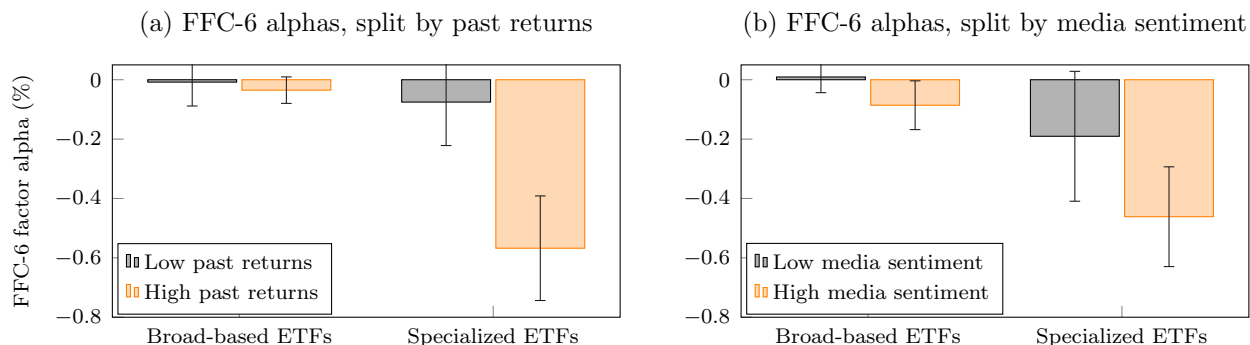 (a) FFC-6 alphas, split by past returns
FFC-6 factor alpha (%)
0
−0.2
−0.4
−0.6
−0.8
Low past returns
High past returns
Broad-based ETFs
Specialized ETFs
(b) FFC-6 alphas, split by media sentiment
0
−0.2
−0.4
−0.6
−0.8
Low media sentiment
High media sentiment
Broad-based ETFs
Specialized ETFs